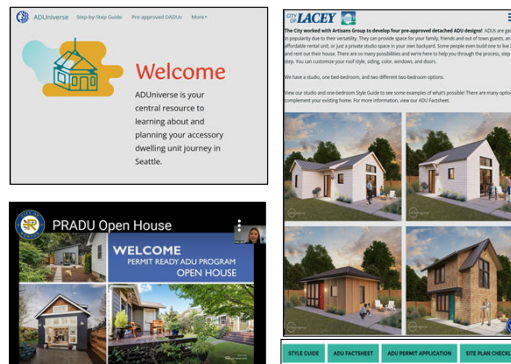 ADUniverse Step-by-Step Guide Pre-approved DADUs More
Welcome
ADUniverse is your
central resource to
learning about and
planning your accessory
dwelling unit journey in
Seattle.
CITY OF LACEY
The City worked with Artisans Group to develop four pre-approved detached ADU designs! ADUs are
in popularity due to their versatility. They can provide space for your family, friends and out of town guests, an
affordable rental unit, or just a private studio space in your own backyard. Some people even build one to live
and rent out their house. There are so many possibilities and we're here to help you through the process, step
step. You can customize your roof style, siding, color, windows, and doors.
We have a studio, one bed-bedroom, and two different two-bedroom options.
View our studio and one-bedroom Style Guide to see some examples of what's possible! There are many
complement your existing home. For more information, view our ADU Factsheet.
PRADU Open House
WELCOME
PERMIT READY ADU PROGRAM
OPEN HOUSE
STYLE GUIDE ADU FACTSHEET ADU PERMIT APPLICATION SITE PLAN